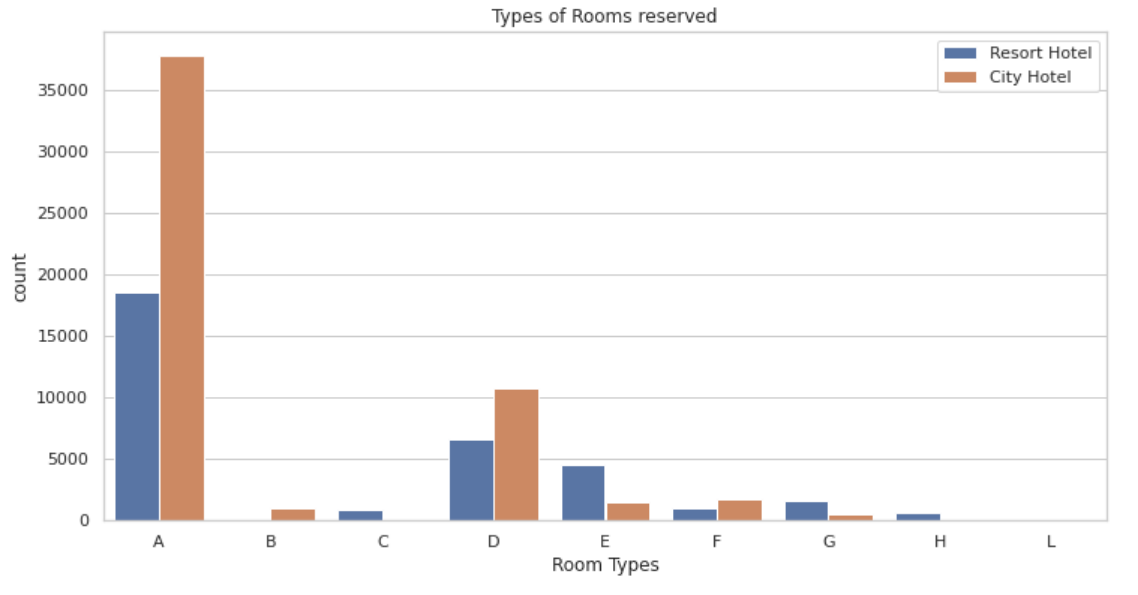 Types of Rooms reserved
Resort Hotel
City Hotel
35000
30000
25000
20000
15000
10000
5000
0
count
A B C D E F G H L
Room Types